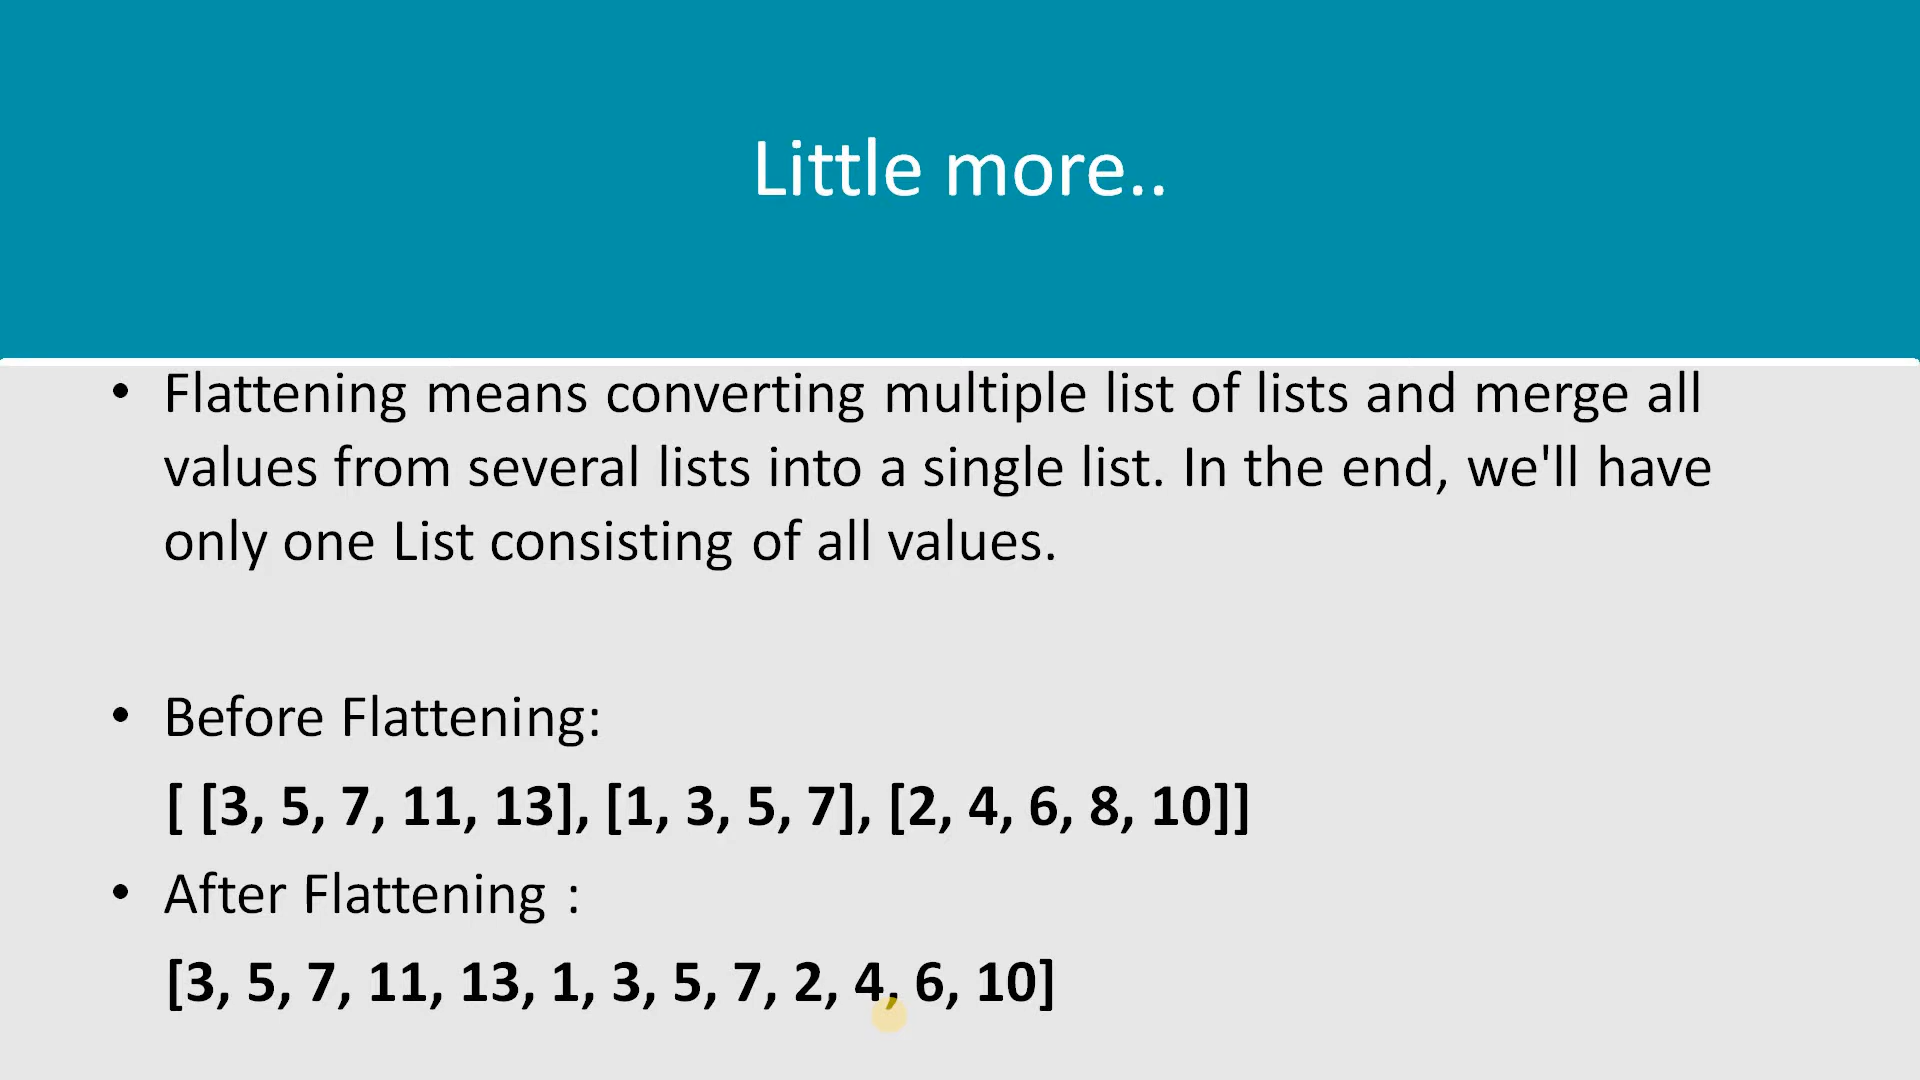 Little more..
• Flattening means converting multiple list of lists and merge all
values from several lists into a single list. In the end, we'll have
only one List consisting of all values.
• Before Flattening:
[ [3, 5, 7, 11, 13], [1, 3, 5, 7], [2, 4, 6, 8, 10]]
• After Flattening :
[3, 5, 7, 11, 13, 1, 3, 5, 7, 2, 4, 6, 10]